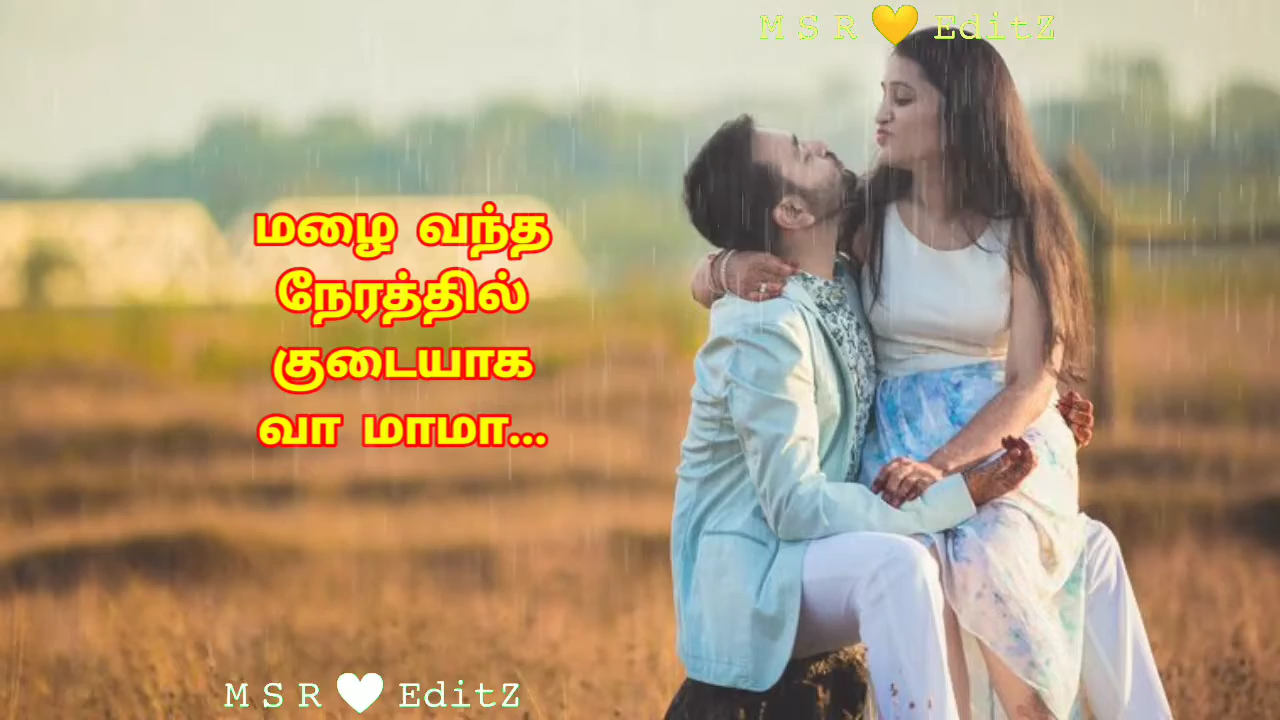 M S R 💛 EditZ
மழை வந்த
நேரத்தில்
குடையாக
வா மாமா...
M S R 🤍 EditZ